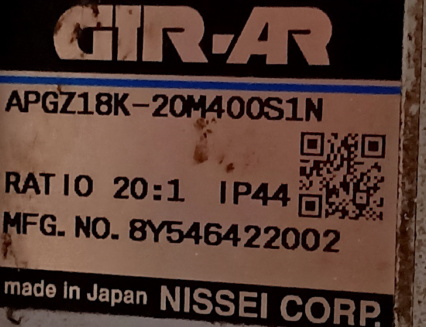 GTR-AR
APGZ18K-20M400S1N
RATIO 20:1 IP44
MFG. NO. 8Y546422002
made in Japan NISSEI CORP.